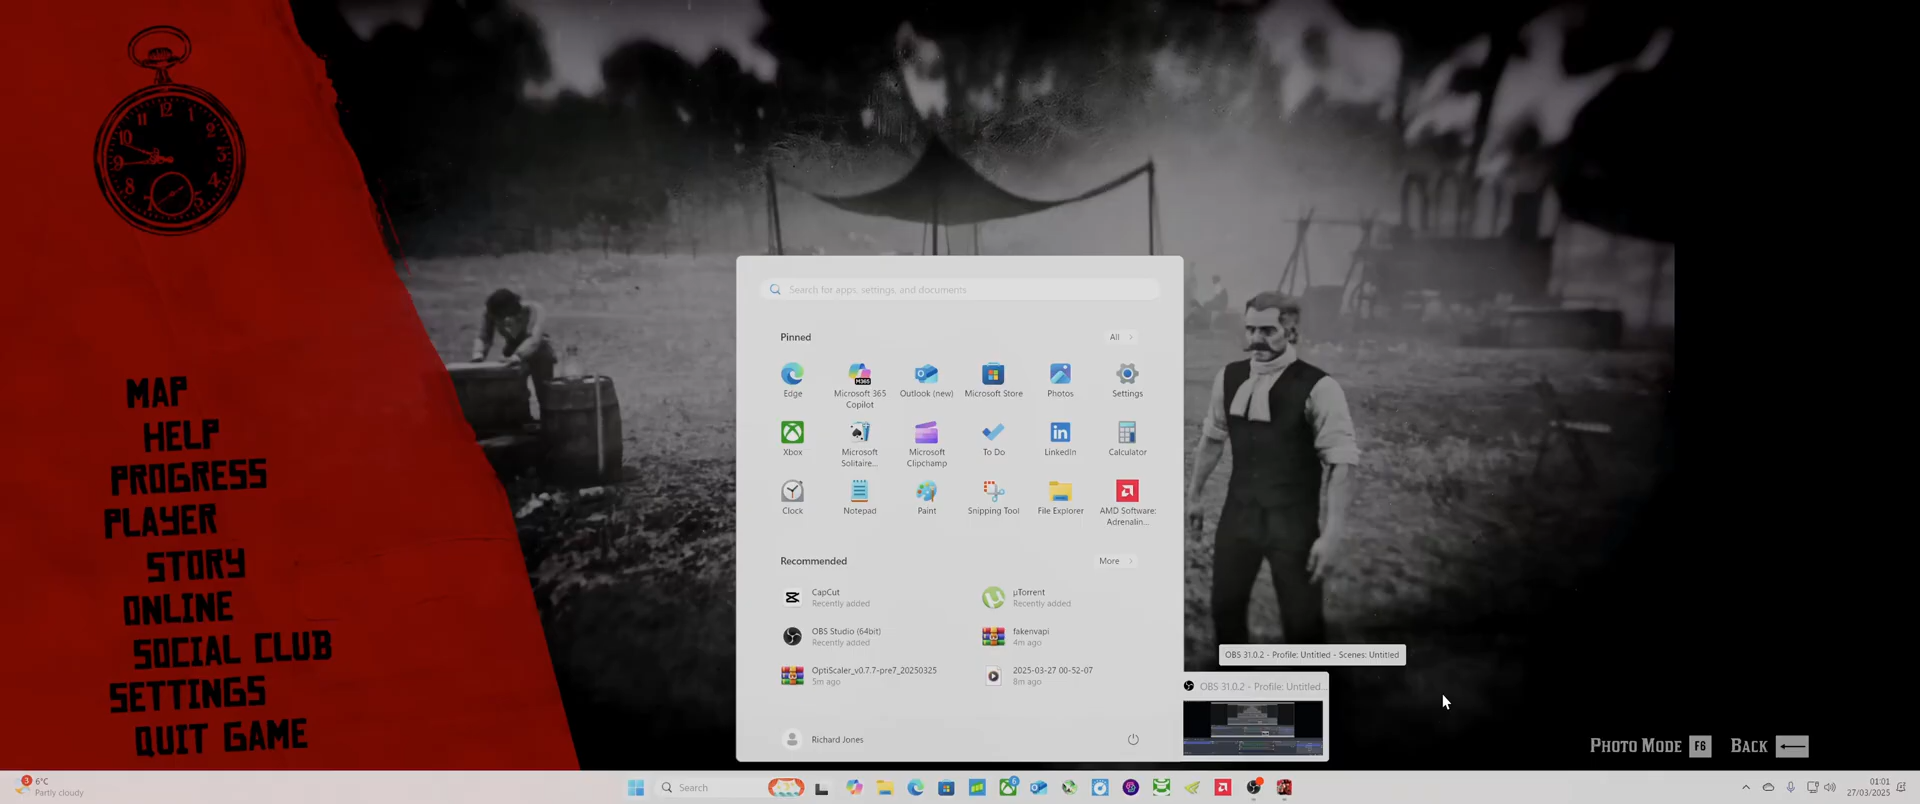 12
MAP
HELP
PROGRESS
PLAYER
STORY
ONLINE
SOCIAL CLUB
SETTINGS
QUIT GAME
Search for apps, settings, and documents
Pinned
All
Edge
Microsoft 365 Copilot
Outlook (new)
Microsoft Store
Photos
Settings
Xbox
Microsoft Solitaire...
Microsoft Clipchamp
To Do
LinkedIn
Calculator
Clock
Notepad
Paint
Snipping Tool
File Explorer
AMD Software: Adrenalin...
Recommended
More
CapCut
Recently added
µTorrent
Recently added
OBS Studio (64bit)
Recently added
fakenvapi
4m ago
OptiScaler_v0.7.7-pre7_20250325
5m ago
2025-03-27 00-52-07
8m ago
Richard Jones
OBS 31.0.2 - Profile: Untitled - Scenes: Untitled
OBS 31.0.2 - Profile: Untitled...
PHOTO MODE F6
BACK
3
6°C
Partly cloudy
Search
6
01:01
27/03/2025